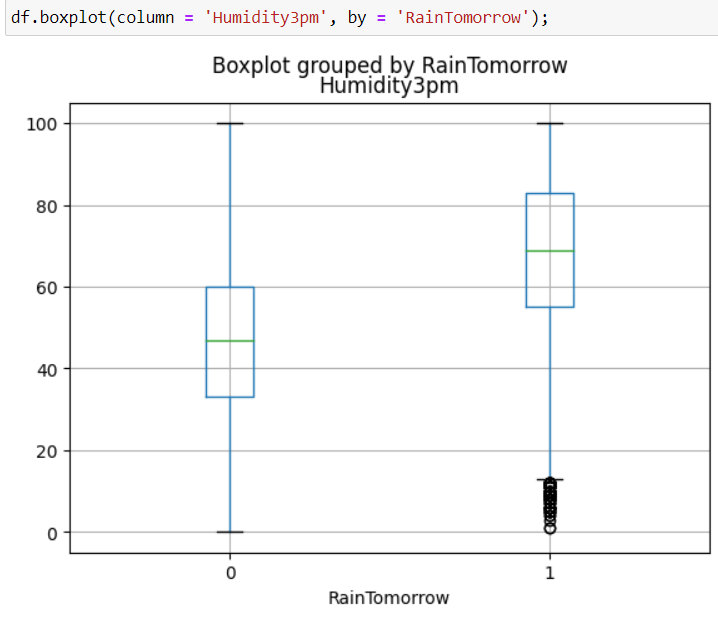 df.boxplot(column = 'Humidity3pm', by = 'RainTomorrow');
Boxplot grouped by RainTomorrow
Humidity3pm
100
80
60
40
20
0
0 1
RainTomorrow